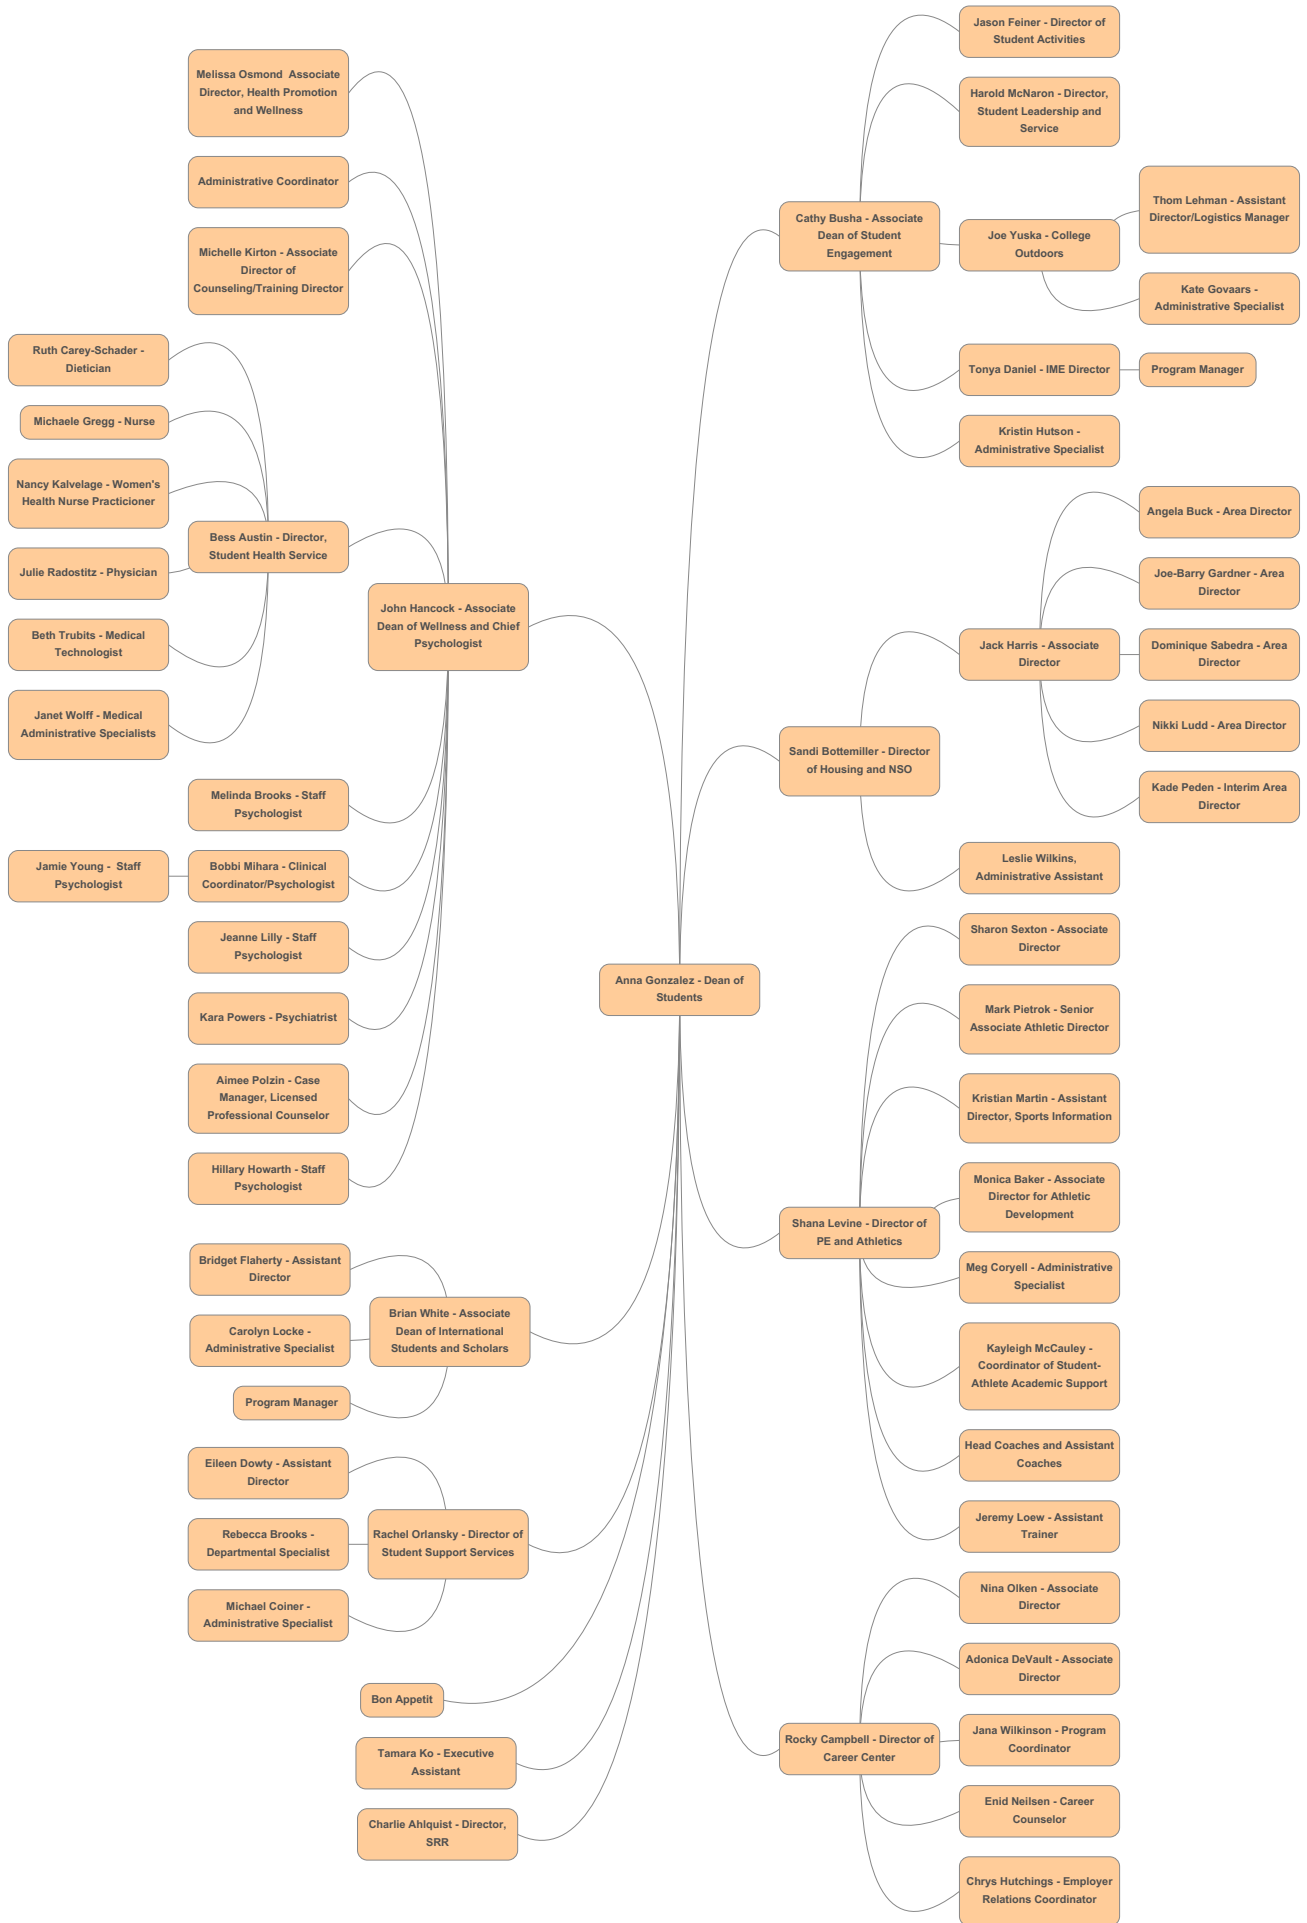 Jason Feiner - Director of
Student Activities
Harold McNaron - Director,
Student Leadership and
Service
Cathy Busha - Associate
Dean of Student
Engagement
Joe Yuska - College
Outdoors
Thom Lehman - Assistant
Director/Logistics Manager
Kate Govaars -
Administrative Specialist
Tonya Daniel - IME Director
Program Manager
Kristin Hutson -
Administrative Specialist
Melissa Osmond  Associate
Director, Health Promotion
and Wellness
Administrative Coordinator
Michelle Kirton - Associate
Director of
Counseling/Training Director
Ruth Carey-Schader -
Dietician
Michaele Gregg - Nurse
Nancy Kalvelage - Women's
Health Nurse Practicioner
Bess Austin - Director,
Student Health Service
Julie Radostitz - Physician
Beth Trubits - Medical
Technologist
Janet Wolff - Medical
Administrative Specialists
John Hancock - Associate
Dean of Wellness and Chief
Psychologist
Melinda Brooks - Staff
Psychologist
Jamie Young -  Staff
Psychologist
Bobbi Mihara - Clinical
Coordinator/Psychologist
Jeanne Lilly - Staff
Psychologist
Kara Powers - Psychiatrist
Aimee Polzin - Case
Manager, Licensed
Professional Counselor
Hillary Howarth - Staff
Psychologist
Angela Buck - Area Director
Joe-Barry Gardner - Area
Director
Jack Harris - Associate
Director
Dominique Sabedra - Area
Director
Nikki Ludd - Area Director
Kade Peden - Interim Area
Director
Sandi Bottemiller - Director
of Housing and NSO
Leslie Wilkins,
Administrative Assistant
Anna Gonzalez - Dean of
Students
Sharon Sexton - Associate
Director
Mark Pietrok - Senior
Associate Athletic Director
Kristian Martin - Assistant
Director, Sports Information
Monica Baker - Associate
Director for Athletic
Development
Shana Levine - Director of
PE and Athletics
Meg Coryell - Administrative
Specialist
Kayleigh McCauley -
Coordinator of Student-
Athlete Academic Support
Head Coaches and Assistant
Coaches
Jeremy Loew - Assistant
Trainer
Bridget Flaherty - Assistant
Director
Brian White - Associate
Dean of International
Students and Scholars
Carolyn Locke -
Administrative Specialist
Program Manager
Eileen Dowty - Assistant
Director
Rebecca Brooks -
Departmental Specialist
Rachel Orlansky - Director of
Student Support Services
Michael Coiner -
Administrative Specialist
Bon Appetit
Tamara Ko - Executive
Assistant
Charlie Ahlquist - Director,
SRR
Nina Olken - Associate
Director
Adonica DeVault - Associate
Director
Rocky Campbell - Director of
Career Center
Jana Wilkinson - Program
Coordinator
Enid Neilsen - Career
Counselor
Chrys Hutchings - Employer
Relations Coordinator